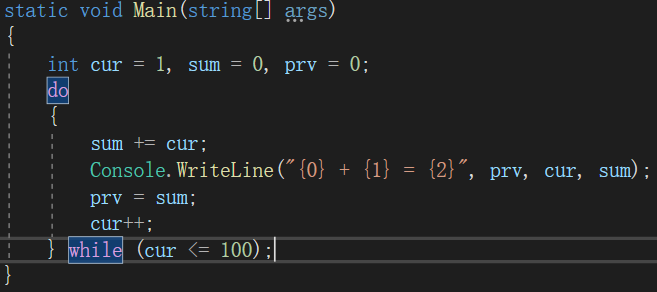 static void Main(string[] args)
{
int cur = 1, sum = 0, prv = 0;
do
{
sum += cur;
Console.WriteLine("{0} + {1} = {2}", prv, cur, sum);
prv = sum;
cur++;
} while (cur <= 100);
}